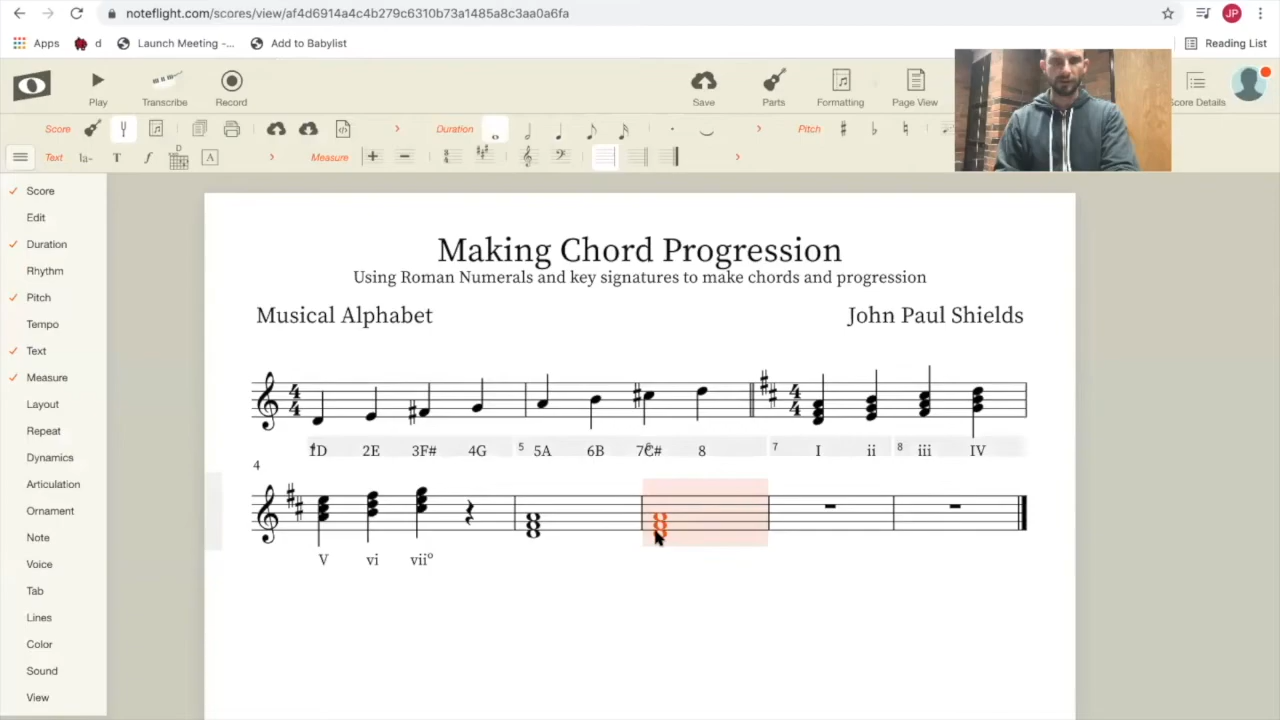 noteflight.com/scores/view/af4d6914a4c4b279c6310b73a1485a8c3aa0a6fa
JP
Apps d Launch Meeting -... Add to Babylist Reading List
Play Transcribe Record Save Parts Formatting Page View Score Details
Score Duration Pitch
D
Text la- T f A Measure
Score
Edit
Duration
Rhythm
Pitch
Tempo
Text
Measure
Layout
Repeat
Dynamics
Articulation
Ornament
Note
Voice
Tab
Lines
Color
Sound
View
Making Chord Progression
Using Roman Numerals and key signatures to make chords and progression
Musical Alphabet John Paul Shields
1D 2E 3F# 4G 5 5A 6B 7C# 8 7 I ii 8 iii IV
4
V vi viiº